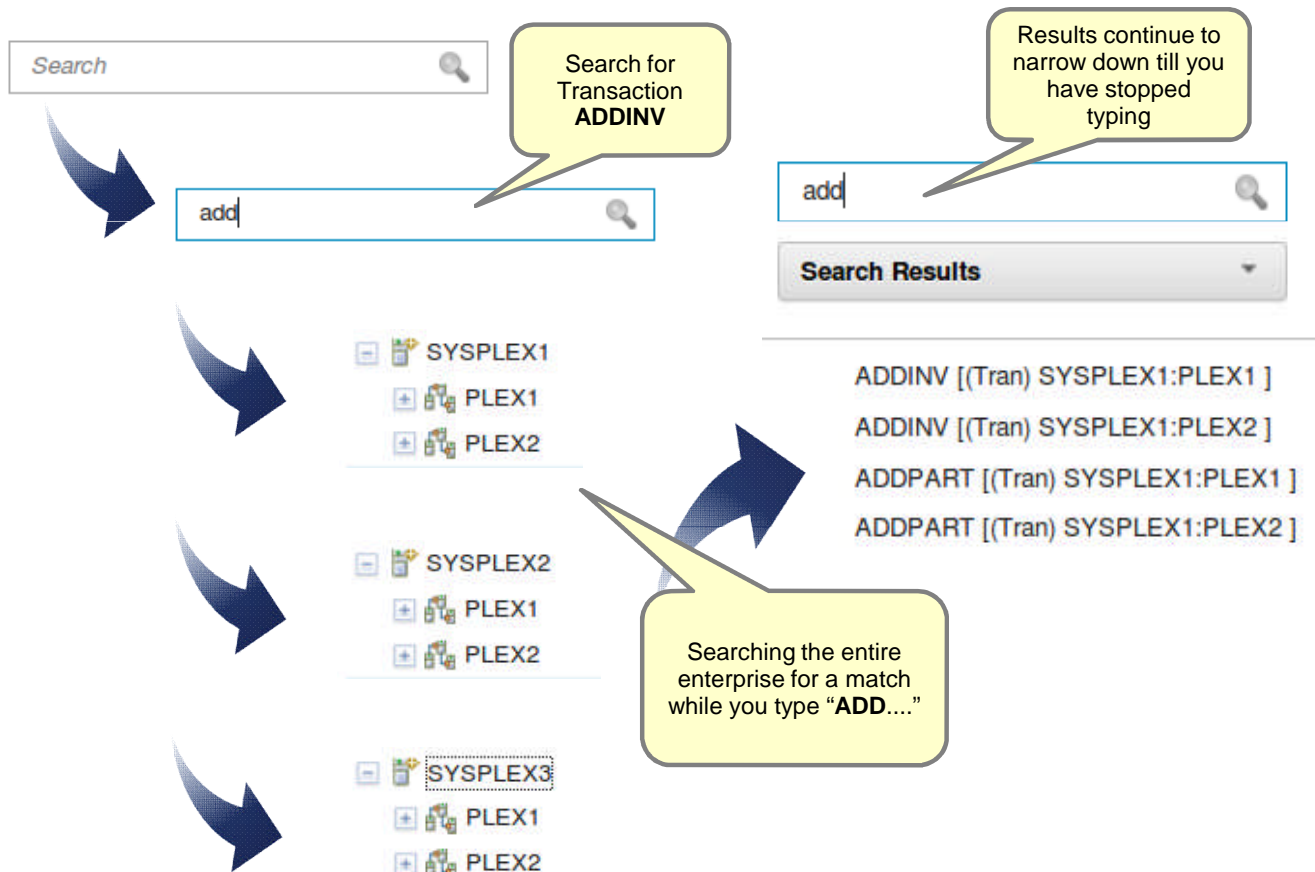 Search
Search for
Transaction
ADDINV
add
SYSPLEX1
PLEX1
PLEX2
SYSPLEX2
PLEX1
PLEX2
SYSPLEX3
PLEX1
PLEX2
Searching the entire
enterprise for a match
while you type “ADD....”
Results continue to
narrow down till you
have stopped
typing
add
Search Results
ADDINV [(Tran) SYSPLEX1:PLEX1 ]
ADDINV [(Tran) SYSPLEX1:PLEX2 ]
ADDPART [(Tran) SYSPLEX1:PLEX1 ]
ADDPART [(Tran) SYSPLEX1:PLEX2 ]